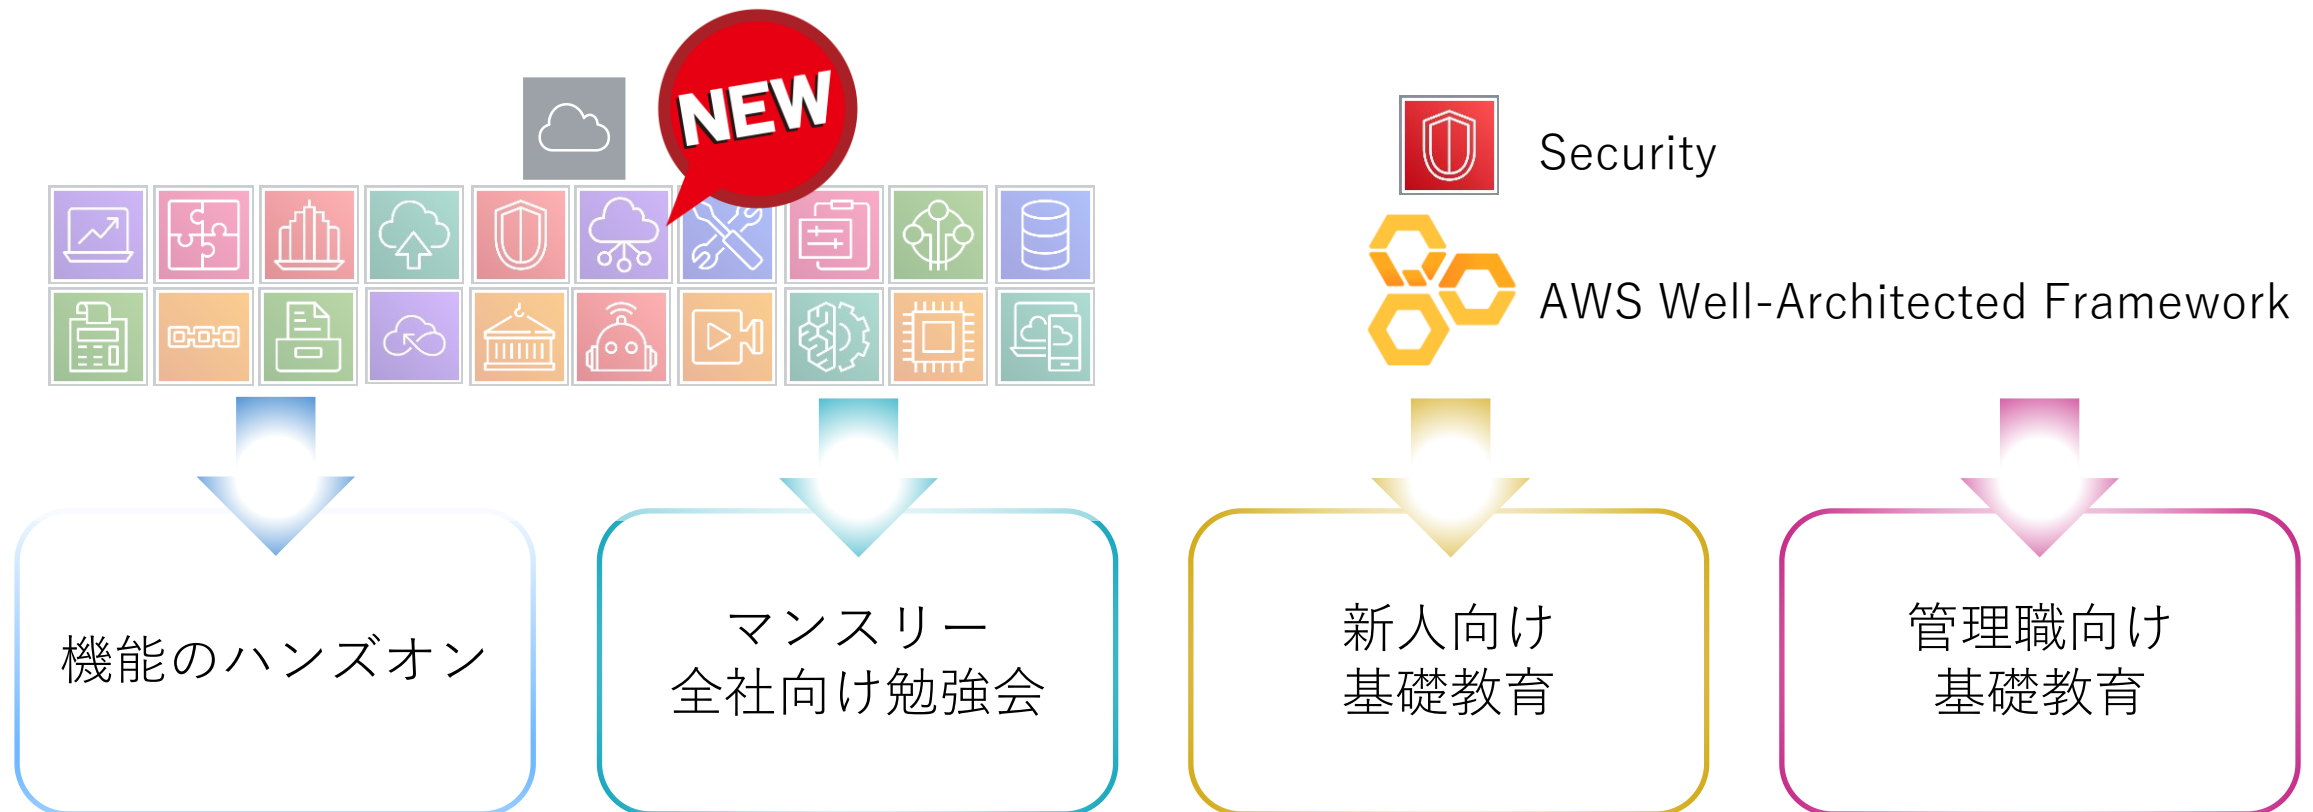 NEW
Security
AWS Well-Architected Framework
機能のハンズオン
マンスリー
全社向け勉強会
新人向け
基礎教育
管理職向け
基礎教育